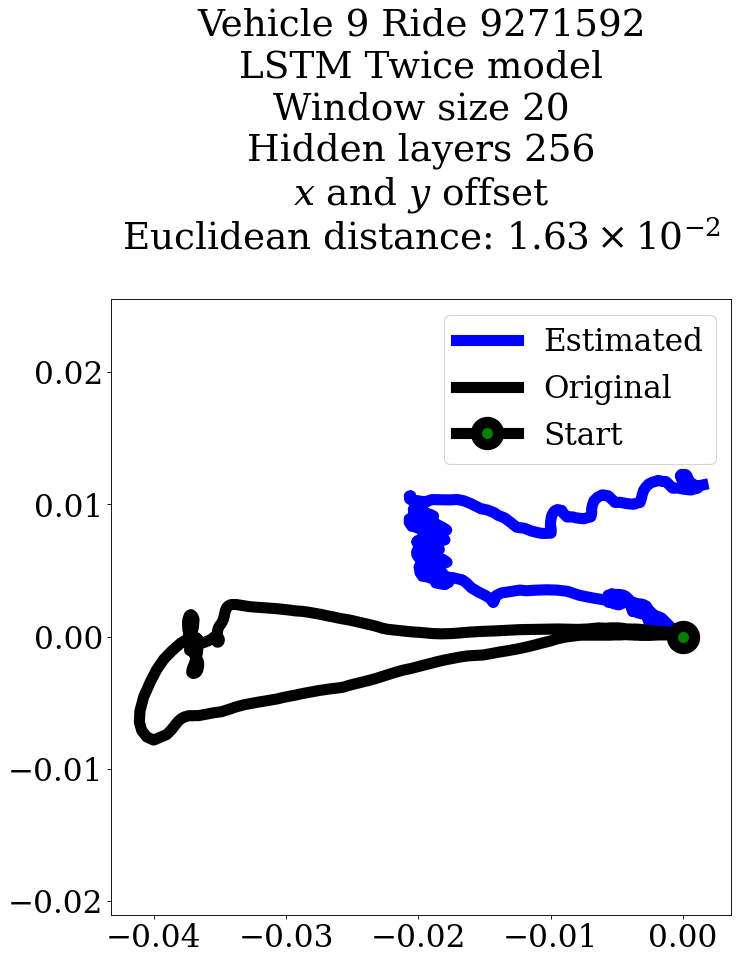 Vehicle 9 Ride 9271592
LSTM Twice model
Window size 20
Hidden layers 256
x and y offset
Euclidean distance: 1.63 × 10⁻²
Estimated
Original
Start
0.02
0.01
0.00
−0.01
−0.02
−0.04
−0.03
−0.02
−0.01
0.00